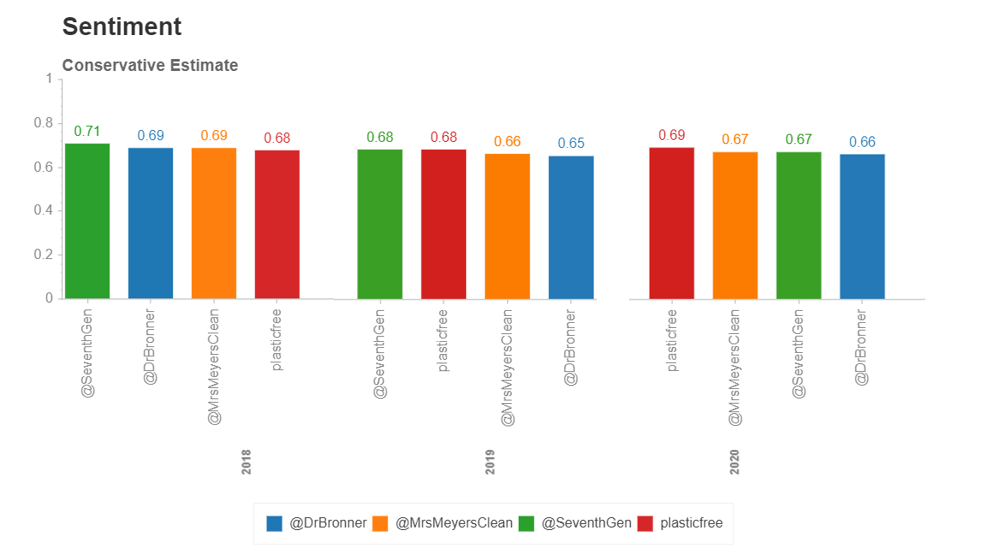 Sentiment
Conservative Estimate
1
0.8
0.6
0.4
0.2
0
0.71
0.69
0.69
0.68
0.68
0.68
0.66
0.65
0.69
0.67
0.67
0.66
@SeventhGen
@DrBronner
@MrsMeyersClean
plasticfree
@SeventhGen
plasticfree
@MrsMeyersClean
@DrBronner
plasticfree
@MrsMeyersClean
@SeventhGen
@DrBronner
2018
2019
2020
@DrBronner @MrsMeyersClean @SeventhGen plasticfree